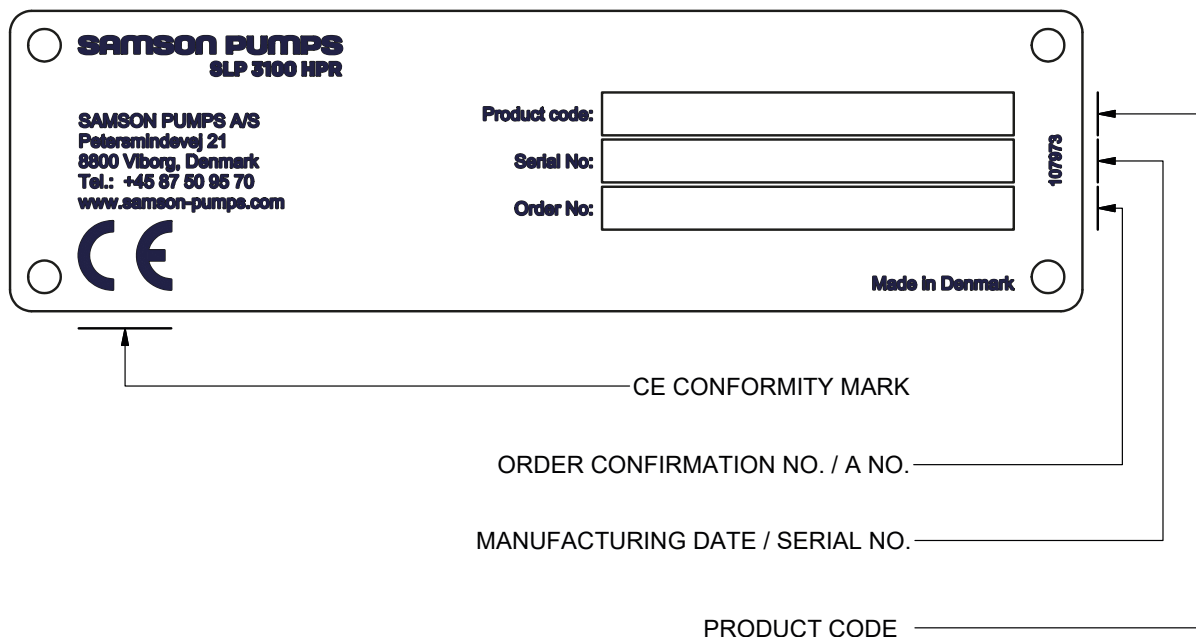 SAMSON PUMPS
SLP 3100 HPR
SAMSON PUMPS A/S
Petersmindevej 21
8800 Viborg, Denmark
Tel.: +45 87 50 95 70
www.samson-pumps.com
CE
Product code:
Serial No:
Order No:
107973
Made in Denmark
CE CONFORMITY MARK
ORDER CONFIRMATION NO. / A NO.
MANUFACTURING DATE / SERIAL NO.
PRODUCT CODE